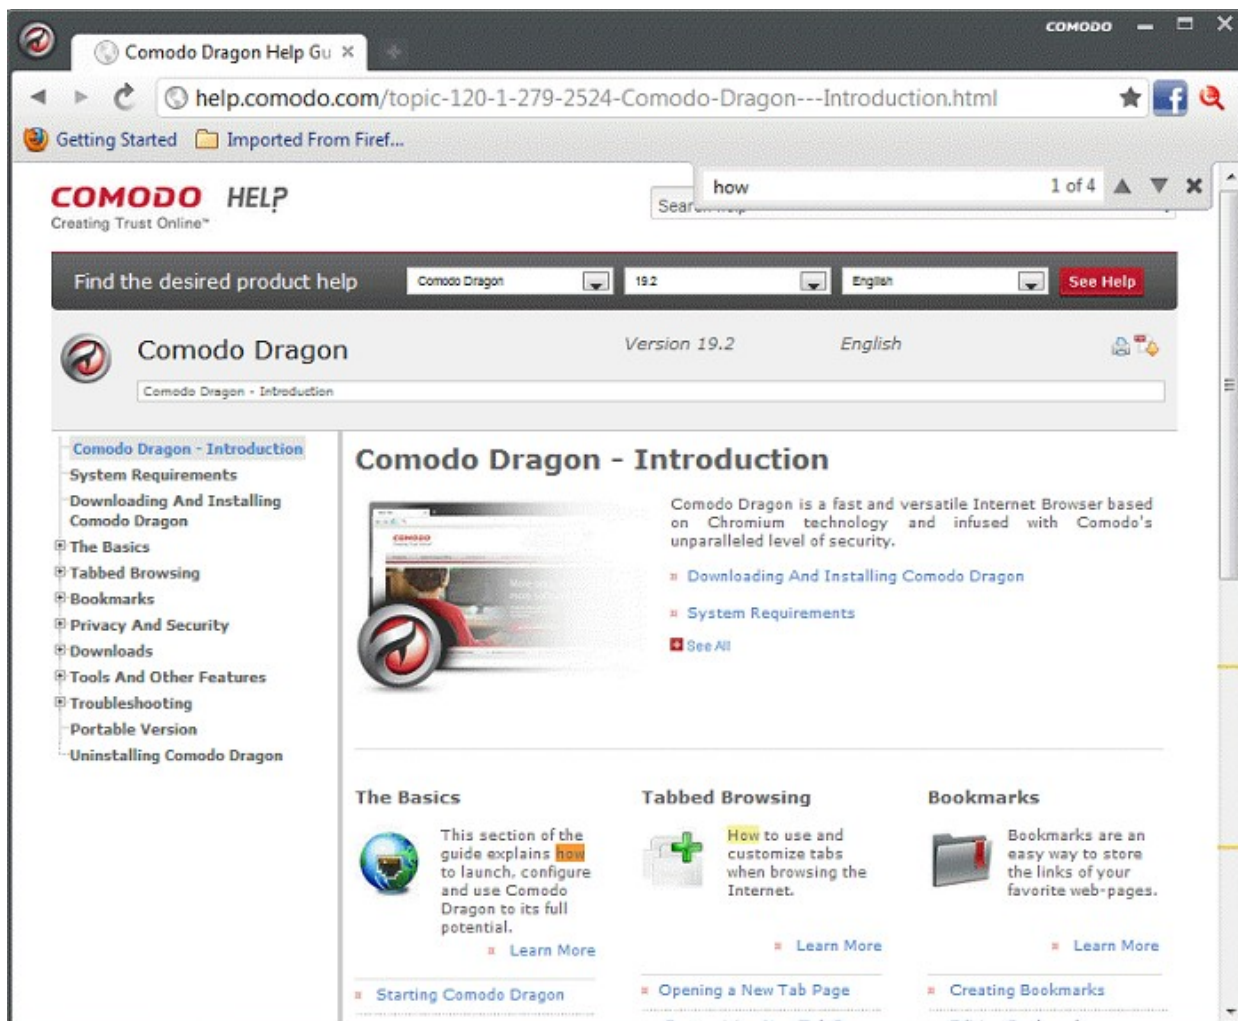 COMODO
Comodo Dragon Help Gu
help.comodo.com/topic-120-1-279-2524-Comodo-Dragon---Introduction.html
Getting Started
Imported From Firef...
how
1 of 4
COMODO HELP
Creating Trust Online™
Find the desired product help
Comodo Dragon
19.2
English
See Help
Comodo Dragon
Version 19.2
English
Comodo Dragon - Introduction
Comodo Dragon - Introduction
System Requirements
Downloading And Installing
Comodo Dragon
The Basics
Tabbed Browsing
Bookmarks
Privacy And Security
Downloads
Tools And Other Features
Troubleshooting
Portable Version
Uninstalling Comodo Dragon
Comodo Dragon - Introduction
Comodo Dragon is a fast and versatile Internet Browser based
on Chromium technology and infused with Comodo's
unparalleled level of security.
Downloading And Installing Comodo Dragon
System Requirements
See All
The Basics
This section of the
guide explains how
to launch, configure
and use Comodo
Dragon to its full
potential.
Learn More
Starting Comodo Dragon
Tabbed Browsing
How to use and
customize tabs
when browsing the
Internet.
Learn More
Opening a New Tab Page
Bookmarks
Bookmarks are an
easy way to store
the links of your
favorite web-pages.
Learn More
Creating Bookmarks